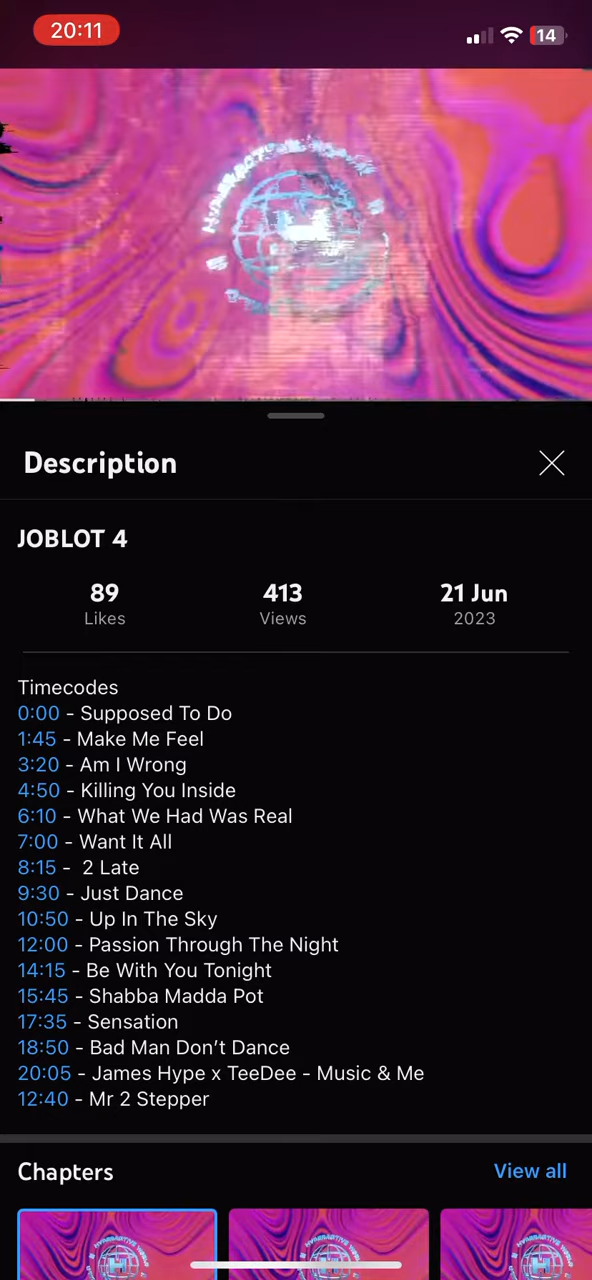 20:11
14
Description
JOBLOT 4
89 413 21 Jun
Likes Views 2023
Timecodes
0:00 - Supposed To Do
1:45 - Make Me Feel
3:20 - Am I Wrong
4:50 - Killing You Inside
6:10 - What We Had Was Real
7:00 - Want It All
8:15 -  2 Late
9:30 - Just Dance
10:50 - Up In The Sky
12:00 - Passion Through The Night
14:15 - Be With You Tonight
15:45 - Shabba Madda Pot
17:35 - Sensation
18:50 - Bad Man Don’t Dance
20:05 - James Hype x TeeDee - Music & Me
12:40 - Mr 2 Stepper
Chapters View all